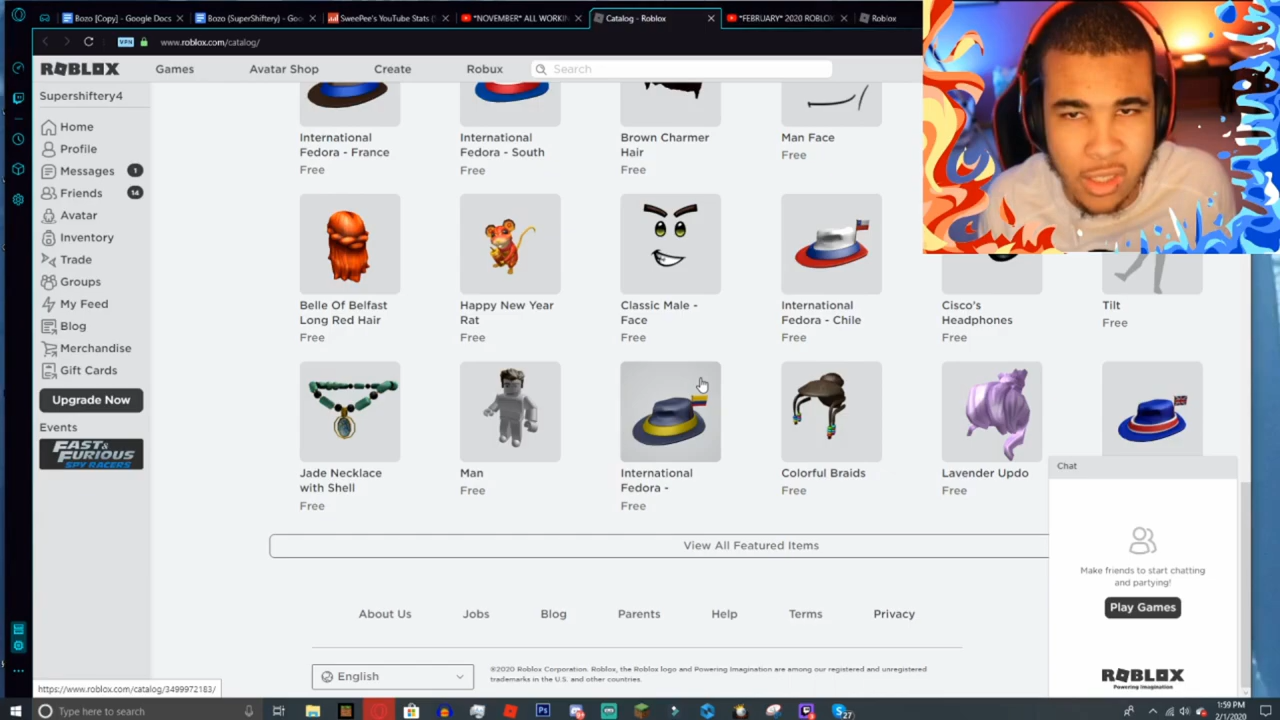 Bozo [Copy] - Google Docs
Bozo (SuperShiftery) - Goo
SweePee's YouTube Stats (
*NOVEMBER* ALL WORKIN
Catalog - Roblox
*FEBRUARY* 2020 ROBLOX
Roblox
VPN
www.roblox.com/catalog/
ROBLOX
Games
Avatar Shop
Create
Robux
Search
Supershiftery4
Home
Profile
Messages 1
Friends 14
Avatar
Inventory
Trade
Groups
My Feed
Blog
Merchandise
Gift Cards
Upgrade Now
Events
FAST & FURIOUS
SPY RACERS
International
Fedora - France
Free
International
Fedora - South
Free
Brown Charmer
Hair
Free
Man Face
Free
Belle Of Belfast
Long Red Hair
Free
Happy New Year
Rat
Free
Classic Male -
Face
Free
International
Fedora - Chile
Free
Cisco's
Headphones
Free
Tilt
Free
Jade Necklace
with Shell
Free
Man
Free
International
Fedora -
Free
Colorful Braids
Free
Lavender Updo
Free
View All Featured Items
Chat
Make friends to start chatting
and partying!
Play Games
ROBLOX
Powering Imagination
About Us
Jobs
Blog
Parents
Help
Terms
Privacy
English
©2020 Roblox Corporation. Roblox, the Roblox logo and Powering Imagination are among our registered and unregistered
trademarks in the U.S. and other countries.
https://www.roblox.com/catalog/3499972183/
Type here to search
Ps
27
1:59 PM
2/1/2020